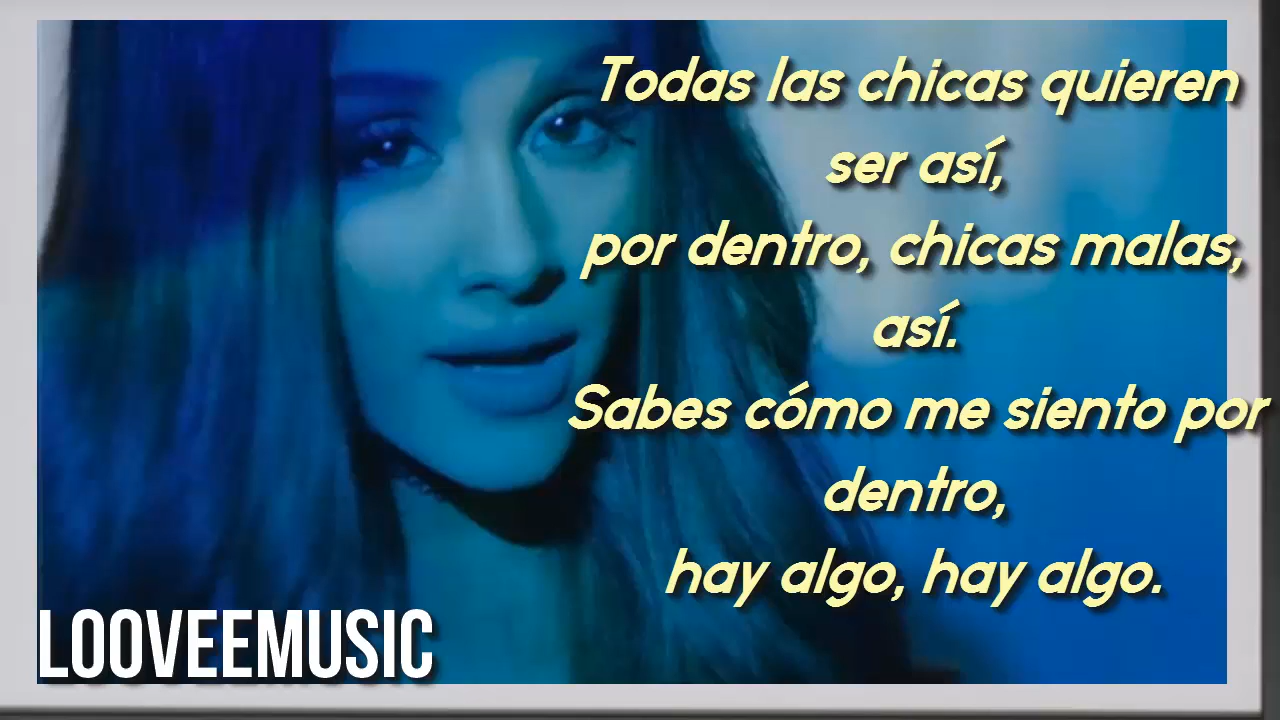 Todas las chicas quieren
ser así,
por dentro, chicas malas,
así.
Sabes cómo me siento por
dentro,
hay algo, hay algo.
LOOVEEMUSIC